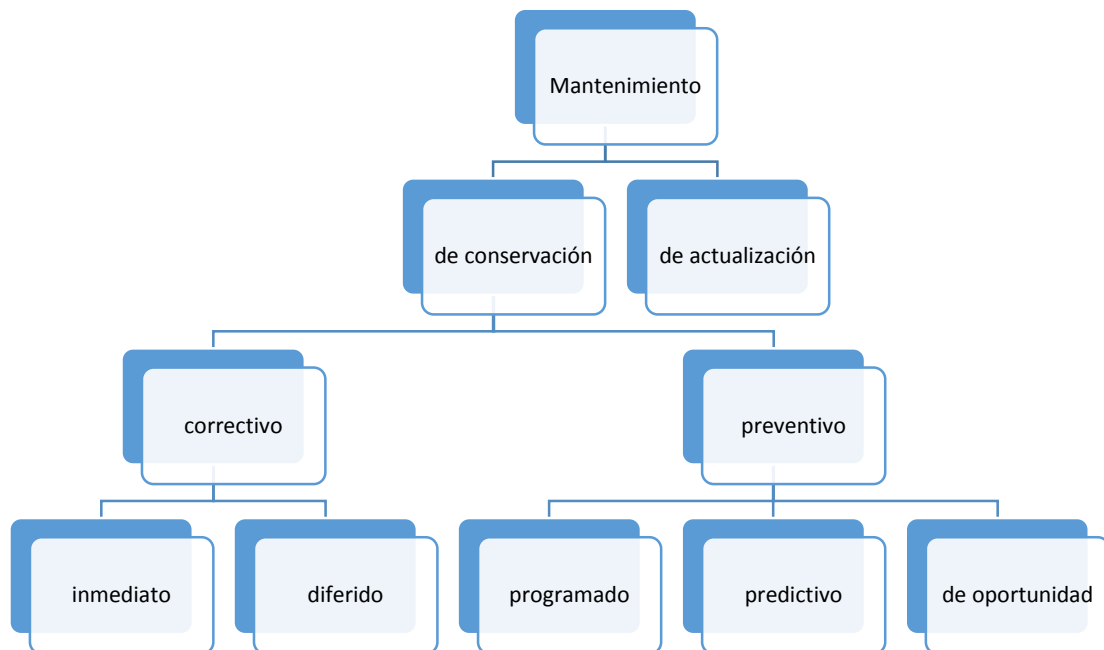 Mantenimiento
de conservación
de actualización
correctivo
preventivo
inmediato
diferido
programado
predictivo
de oportunidad